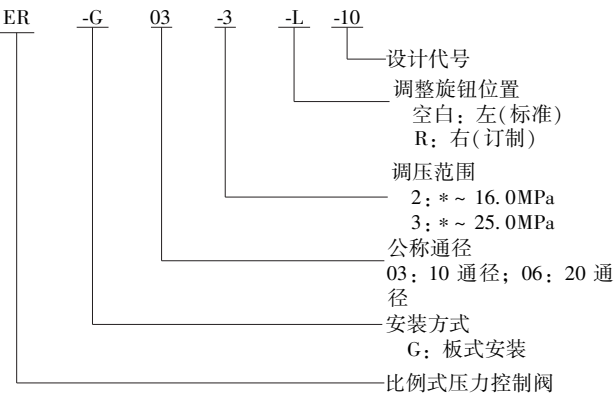 ER -G 03 -3 -L -10
设计代号
调整旋钮位置
空白：左(标准)
R：右(订制)
调压范围
2：*~ 16.0MPa
3：*~ 25.0MPa
公称通径
03：10 通径；06：20 通
径
安装方式
G：板式安装
比例式压力控制阀